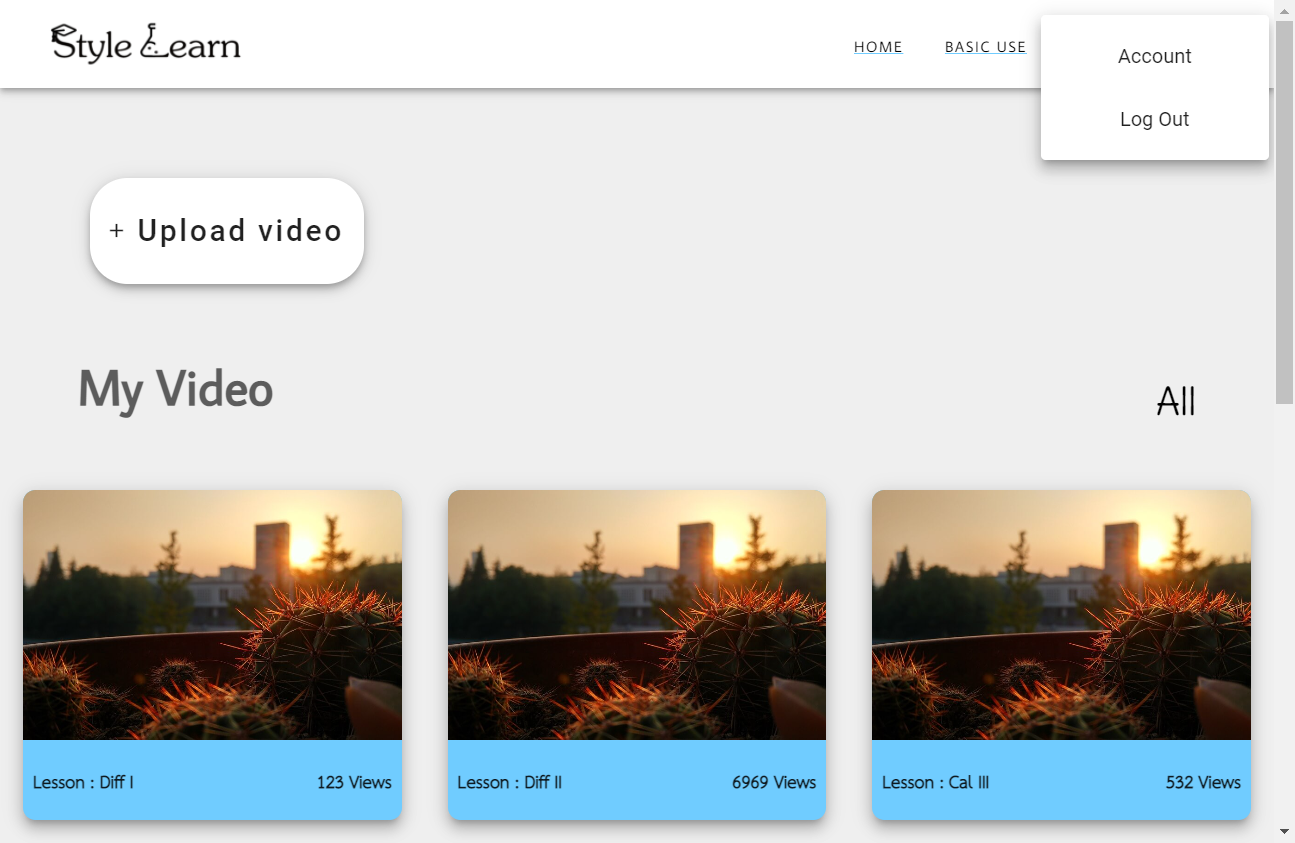 Style Learn
HOME
BASIC USE
Account
Log Out
+ Upload video
My Video
All
Lesson : Diff I
123 Views
Lesson : Diff II
6969 Views
Lesson : Cal III
532 Views